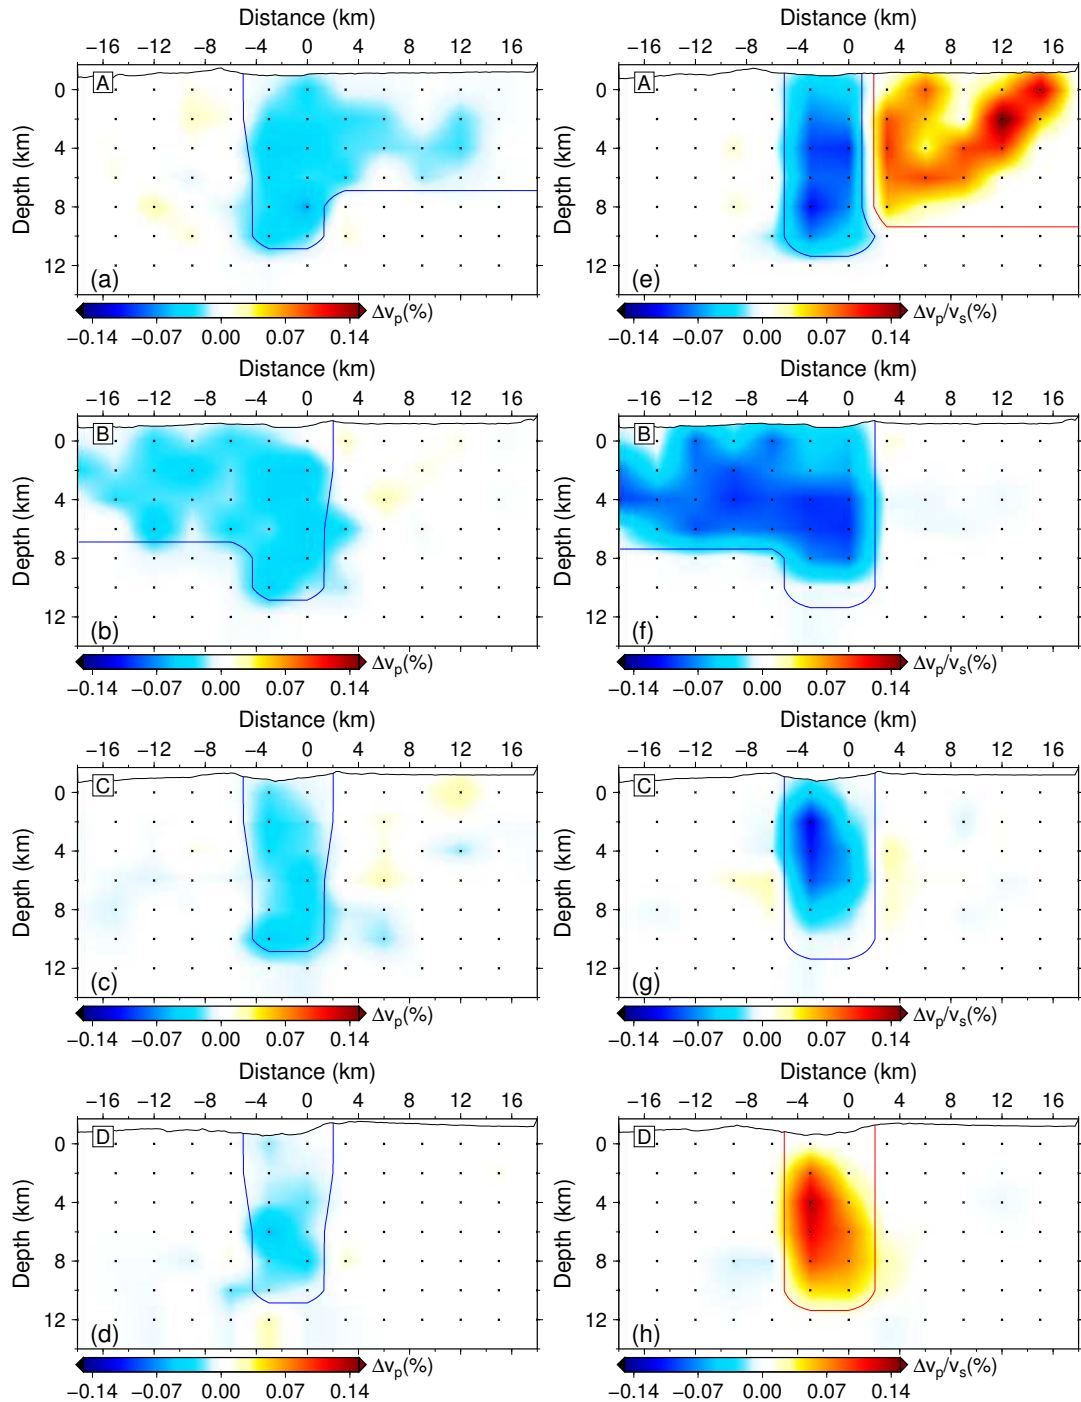 Distance (km) Distance (km)
−16 −12 −8 −4 0 4 8 12 16 −16 −12 −8 −4 0 4 8 12 16
A A
0 0
4 4
8 8
12 12
Depth (km) Depth (km)
(a) (e)
Δvp(%) Δvp/vs(%)
−0.14 −0.07 0.00 0.07 0.14 −0.14 −0.07 0.00 0.07 0.14
Distance (km) Distance (km)
−16 −12 −8 −4 0 4 8 12 16 −16 −12 −8 −4 0 4 8 12 16
B B
0 0
4 4
8 8
12 12
Depth (km) Depth (km)
(b) (f)
Δvp(%) Δvp/vs(%)
−0.14 −0.07 0.00 0.07 0.14 −0.14 −0.07 0.00 0.07 0.14
Distance (km) Distance (km)
−16 −12 −8 −4 0 4 8 12 16 −16 −12 −8 −4 0 4 8 12 16
C C
0 0
4 4
8 8
12 12
Depth (km) Depth (km)
(c) (g)
Δvp(%) Δvp/vs(%)
−0.14 −0.07 0.00 0.07 0.14 −0.14 −0.07 0.00 0.07 0.14
Distance (km) Distance (km)
−16 −12 −8 −4 0 4 8 12 16 −16 −12 −8 −4 0 4 8 12 16
D D
0 0
4 4
8 8
12 12
Depth (km) Depth (km)
(d) (h)
Δvp(%) Δvp/vs(%)
−0.14 −0.07 0.00 0.07 0.14 −0.14 −0.07 0.00 0.07 0.14